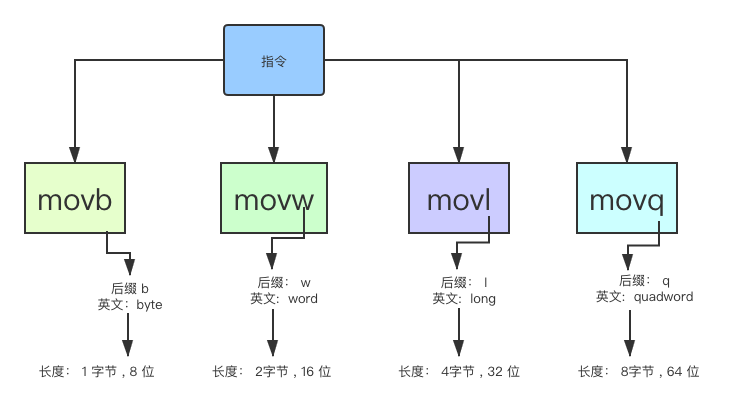 指令
movb
movw
movl
movq
后缀 b
英文：byte
后缀： w
英文: word
后缀： l
英文: long
后缀： q
英文: quadword
长度： 1 字节 , 8 位
长度： 2字节 , 16 位
长度： 4字节 , 32 位
长度： 8字节 , 64 位